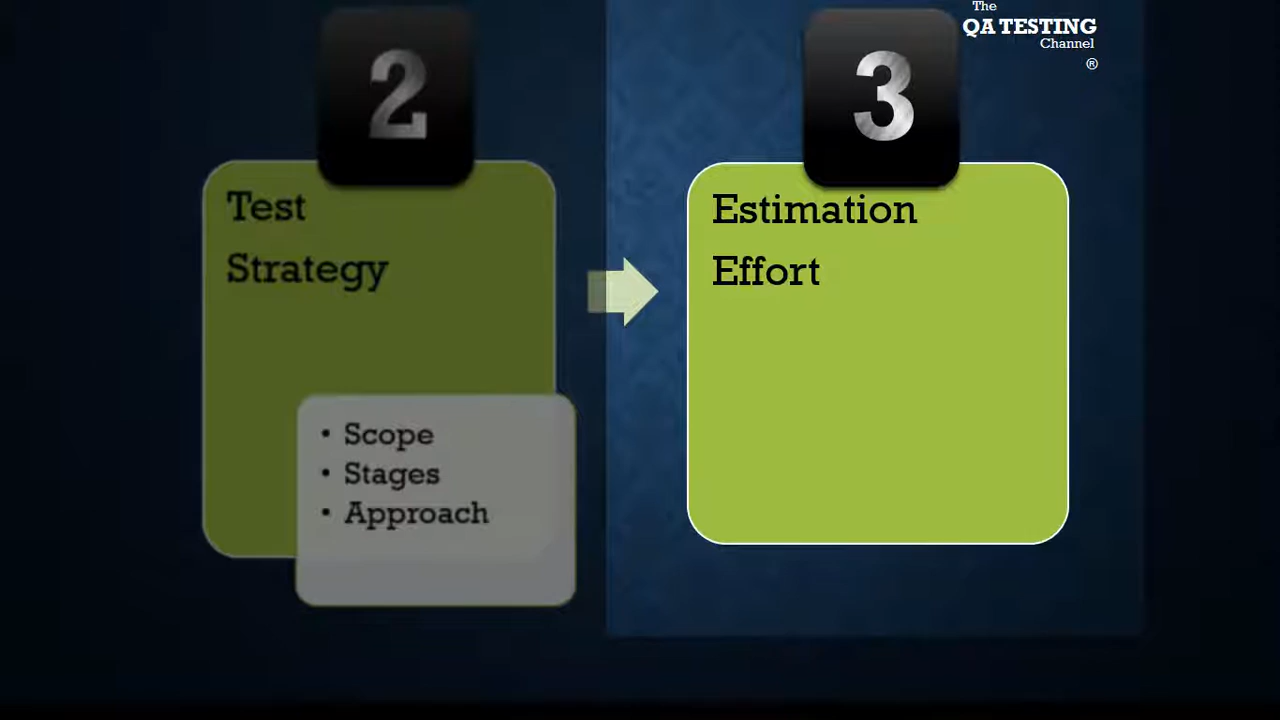 The
QA TESTING
Channel
®
2
Test
Strategy
• Scope
• Stages
• Approach
3
Estimation
Effort